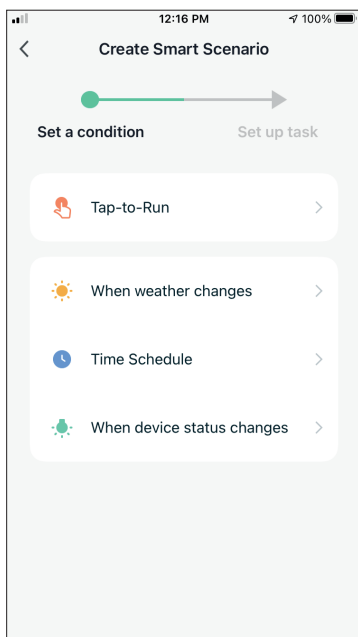 12:16 PM
100%
Create Smart Scenario
Set a condition
Set up task
Tap-to-Run
When weather changes
Time Schedule
When device status changes